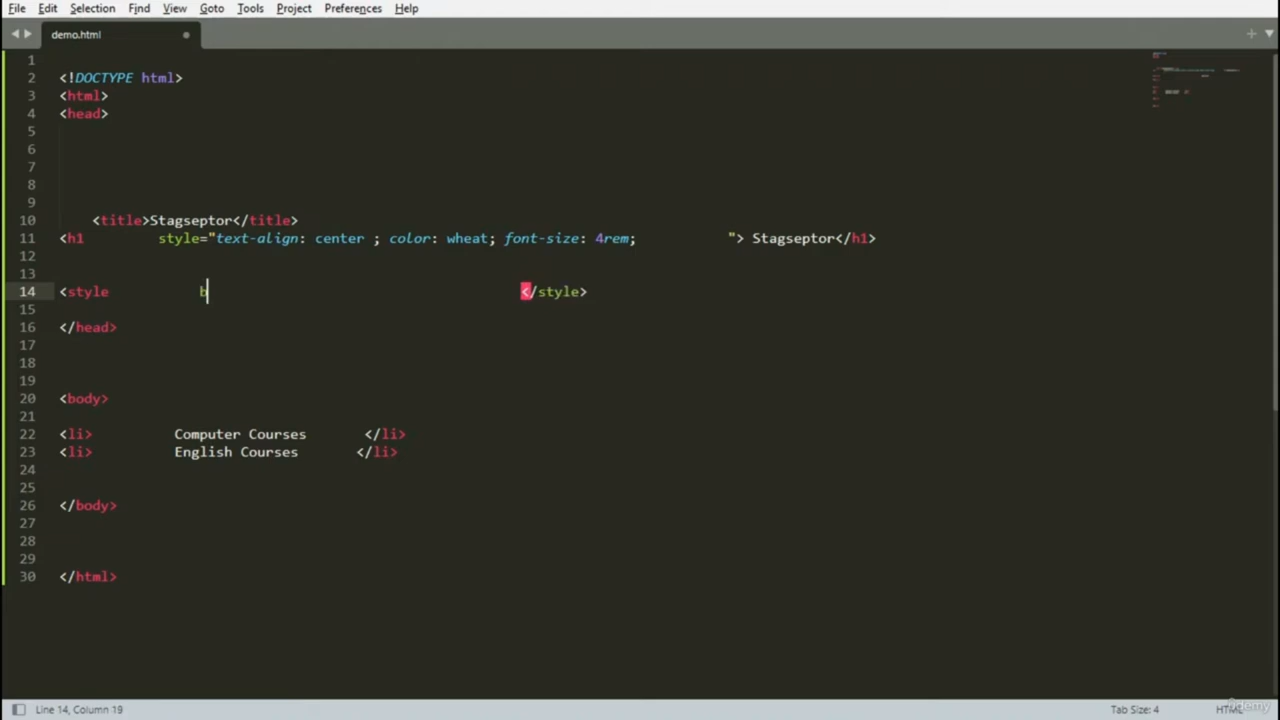 File Edit Selection Find View Goto Tools Project Preferences Help
demo.html
1
2 <!DOCTYPE html>
3 <html>
4 <head>
5
6
7
8
9
10 <title>Stagseptor</title>
11 <h1 style="text-align: center ; color: wheat; font-size: 4rem; "> Stagseptor</h1>
12
13
14 <style b </style>
15
16 </head>
17
18
19
20 <body>
21
22 <li> Computer Courses </li>
23 <li> English Courses </li>
24
25
26 </body>
27
28
29
30 </html>
Line 14, Column 19 Tab Size: 4 HTML
ûdemy